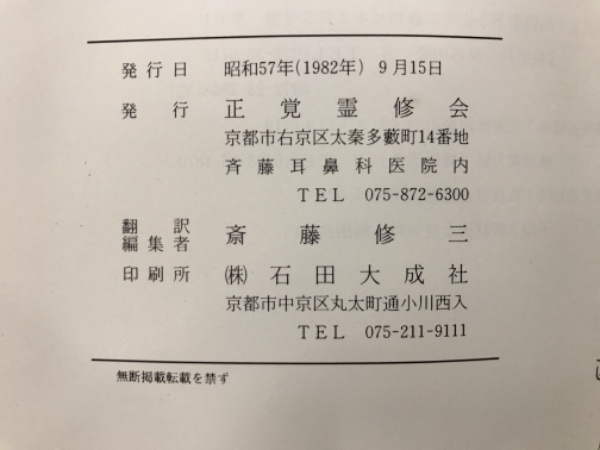 発行日 昭和57年(1982年) 9月15日
発行 正覚霊修会
京都市右京区太秦多藪町14番地
斉藤耳鼻科医院内
TEL 075-872-6300
翻訳
編集者 斎藤修三
印刷所 ㈱石田大成社
京都市中京区丸太町通小川西入
TEL 075-211-9111
無断掲載転載を禁ず